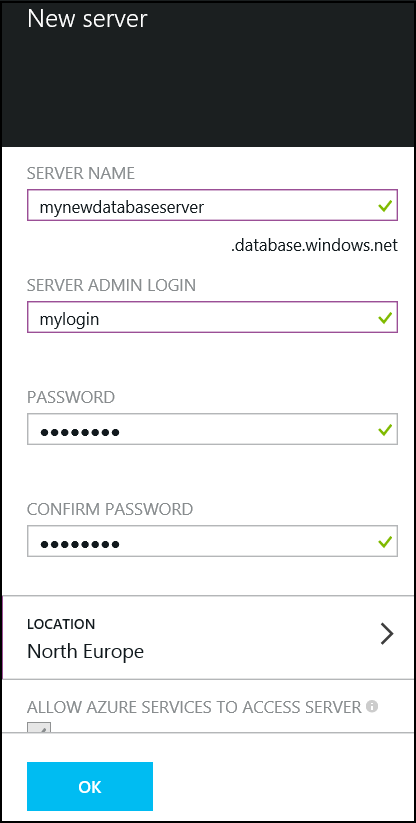 New server
SERVER NAME
mynewdatabaseserver
.database.windows.net
SERVER ADMIN LOGIN
mylogin
PASSWORD
●●●●●●●●
CONFIRM PASSWORD
●●●●●●●●
LOCATION
North Europe
ALLOW AZURE SERVICES TO ACCESS SERVER
OK